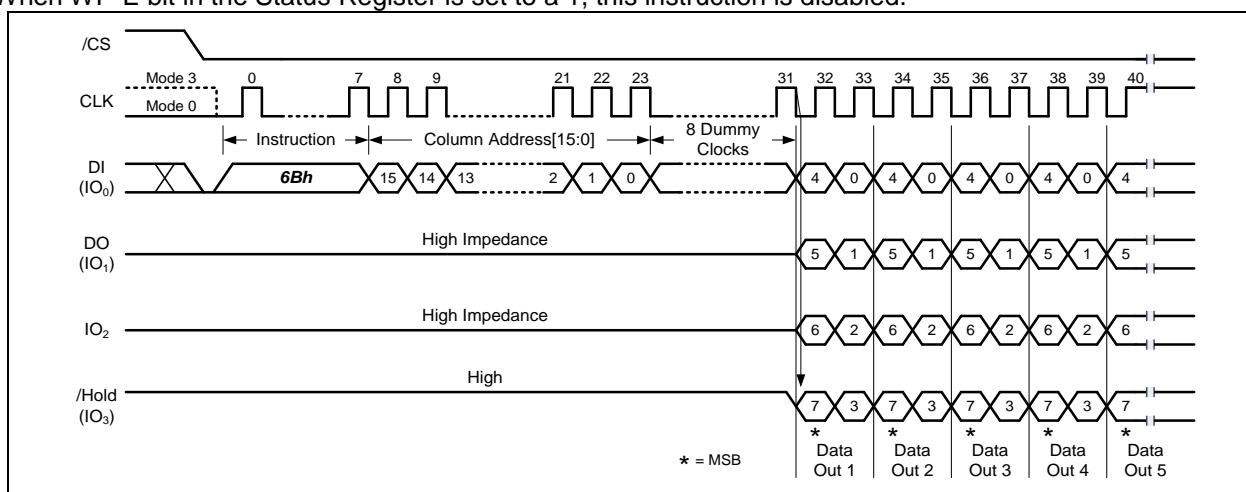 When WP-E bit in the Status Register is set to a 1, this instruction is disabled.
/CS
Mode 3 0 7 8 9 21 22 23 31 32 33 34 35 36 37 38 39 40
CLK
Mode 0
Instruction Column Address[15:0] 8 Dummy
Clocks
DI
(IO0)
6Bh 15 14 13 2 1 0 4 0 4 0 4 0 4 0 4
DO
(IO1)
High Impedance 5 1 5 1 5 1 5 1 5
IO2 High Impedance 6 2 6 2 6 2 6 2 6
/Hold
(IO3)
High 7 3 7 3 7 3 7 3 7
* * * * *
* = MSB
Data
Out 1
Data
Out 2
Data
Out 3
Data
Out 4
Data
Out 5